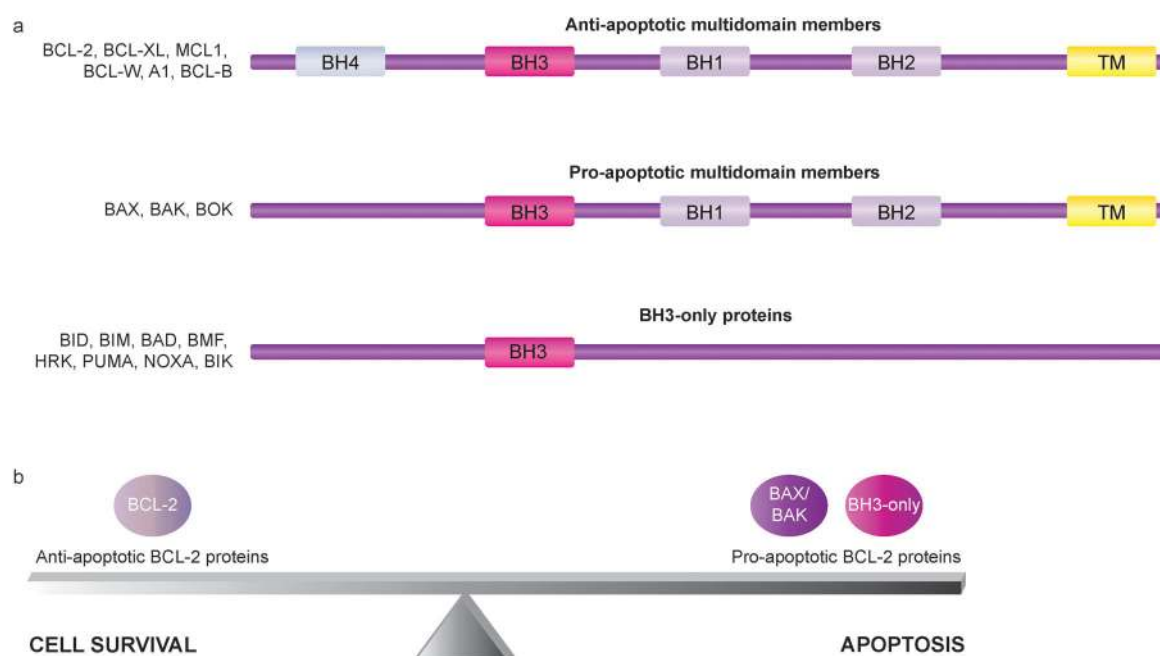 a
Anti-apoptotic multidomain members
BCL-2, BCL-XL, MCL1,
BCL-W, A1, BCL-B
BH4 BH3 BH1 BH2 TM
Pro-apoptotic multidomain members
BAX, BAK, BOK
BH3 BH1 BH2 TM
BH3-only proteins
BID, BIM, BAD, BMF,
HRK, PUMA, NOXA, BIK
BH3
b
BCL-2
BAX/
BAK
BH3-only
Anti-apoptotic BCL-2 proteins
Pro-apoptotic BCL-2 proteins
CELL SURVIVAL
APOPTOSIS